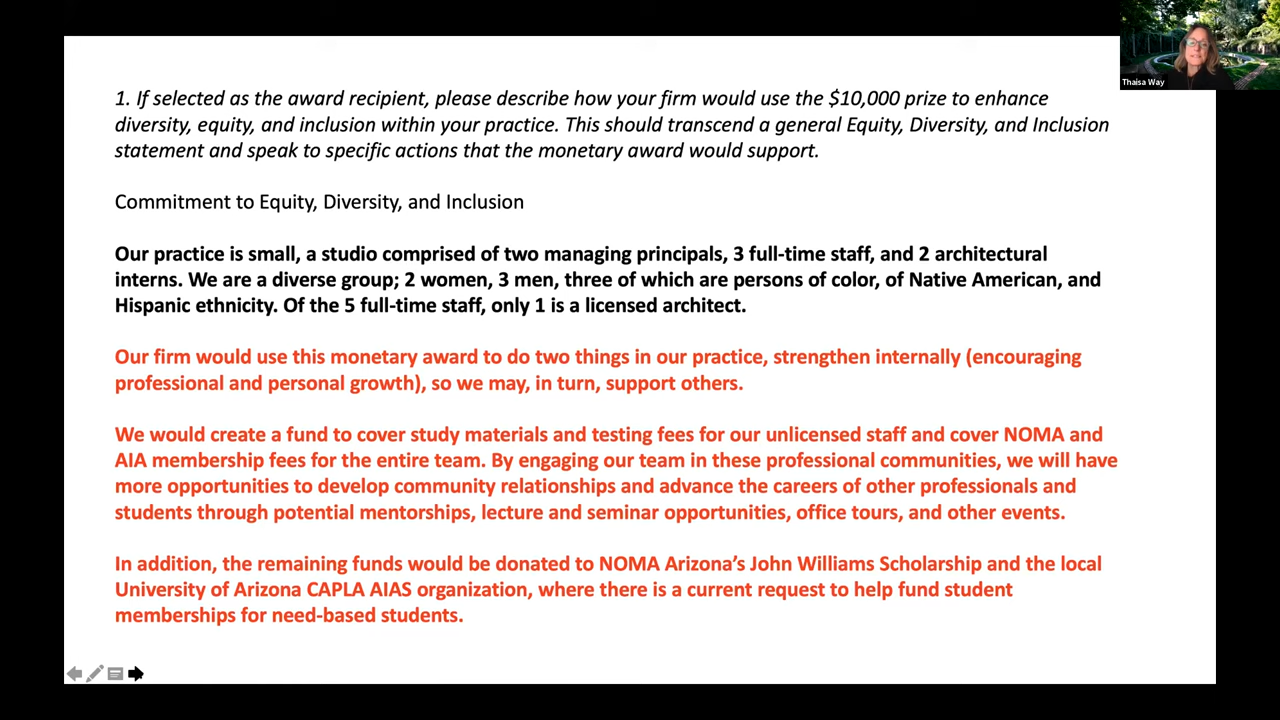 Thaisa Way
1. If selected as the award recipient, please describe how your firm would use the $10,000 prize to enhance
diversity, equity, and inclusion within your practice. This should transcend a general Equity, Diversity, and Inclusion
statement and speak to specific actions that the monetary award would support.
Commitment to Equity, Diversity, and Inclusion
Our practice is small, a studio comprised of two managing principals, 3 full-time staff, and 2 architectural
interns. We are a diverse group; 2 women, 3 men, three of which are persons of color, of Native American, and
Hispanic ethnicity. Of the 5 full-time staff, only 1 is a licensed architect.
Our firm would use this monetary award to do two things in our practice, strengthen internally (encouraging
professional and personal growth), so we may, in turn, support others.
We would create a fund to cover study materials and testing fees for our unlicensed staff and cover NOMA and
AIA membership fees for the entire team. By engaging our team in these professional communities, we will have
more opportunities to develop community relationships and advance the careers of other professionals and
students through potential mentorships, lecture and seminar opportunities, office tours, and other events.
In addition, the remaining funds would be donated to NOMA Arizona’s John Williams Scholarship and the local
University of Arizona CAPLA AIAS organization, where there is a current request to help fund student
memberships for need-based students.